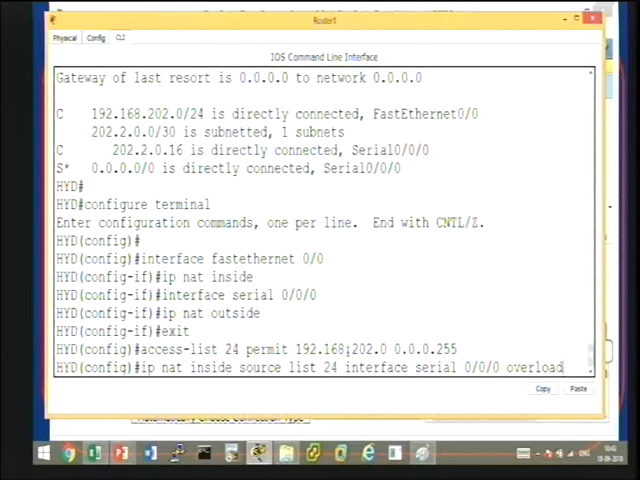 Router1
Physical Config CLI
IOS Command Line Interface
Gateway of last resort is 0.0.0.0 to network 0.0.0.0
C 192.168.202.0/24 is directly connected, FastEthernet0/0
202.2.0.0/30 is subnetted, 1 subnets
C 202.2.0.16 is directly connected, Serial0/0/0
S* 0.0.0.0/0 is directly connected, Serial0/0/0
HYD#
HYD#configure terminal
Enter configuration commands, one per line. End with CNTL/Z.
HYD(config)#
HYD(config)#interface fastethernet 0/0
HYD(config-if)#ip nat inside
HYD(config-if)#interface serial 0/0/0
HYD(config-if)#ip nat outside
HYD(config-if)#exit
HYD(config)#access-list 24 permit 192.168.202.0 0.0.0.255
HYD(config)#ip nat inside source list 24 interface serial 0/0/0 overload
Copy Paste
Automatically Choose Connection Type